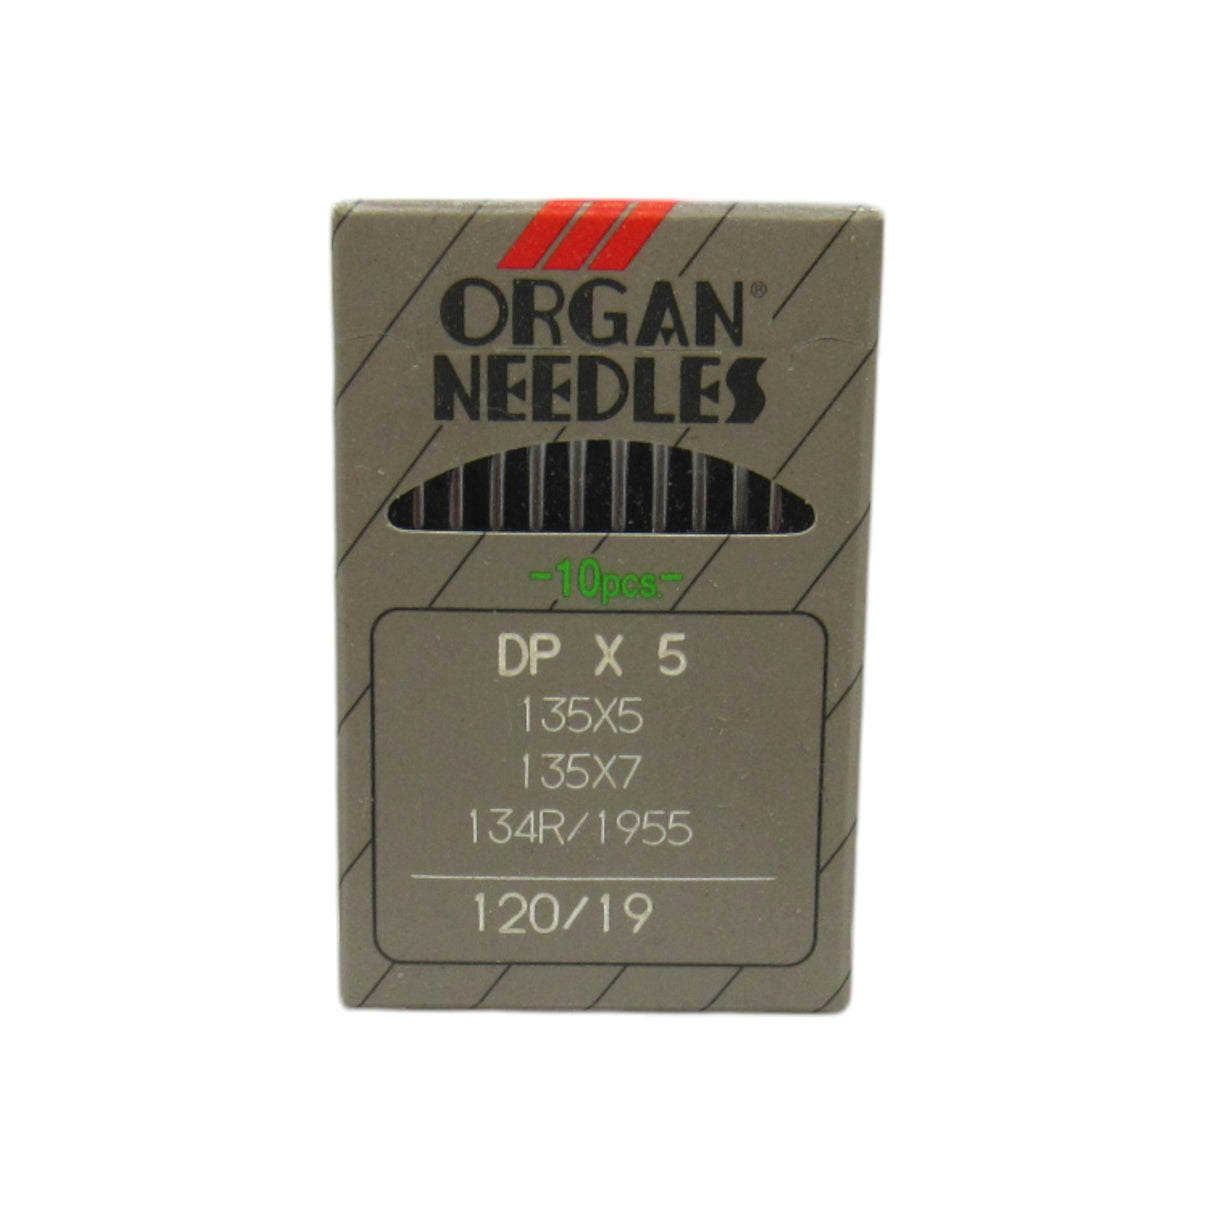 ORGAN®
NEEDLES
-10pcs.-
DP X 5
135X5
135X7
134R/1955
120/19